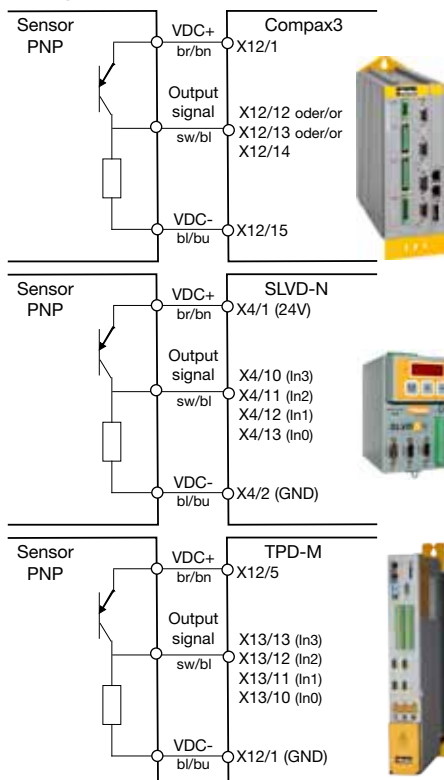 Sensor
PNP
VDC+
br/bn
Compax3
X12/1
Output
signal
sw/bl
X12/12 oder/or
X12/13 oder/or
X12/14
VDC-
bl/bu
X12/15
Sensor
PNP
VDC+
br/bn
SLVD-N
X4/1 (24V)
Output
signal
sw/bl
X4/10 (In3)
X4/11 (In2)
X4/12 (In1)
X4/13 (In0)
VDC-
bl/bu
X4/2 (GND)
SLVD
Sensor
PNP
VDC+
br/bn
TPD-M
X12/5
Output
signal
sw/bl
X13/13 (In3)
X13/12 (In2)
X13/11 (In1)
X13/10 (In0)
VDC-
bl/bu
X12/1 (GND)